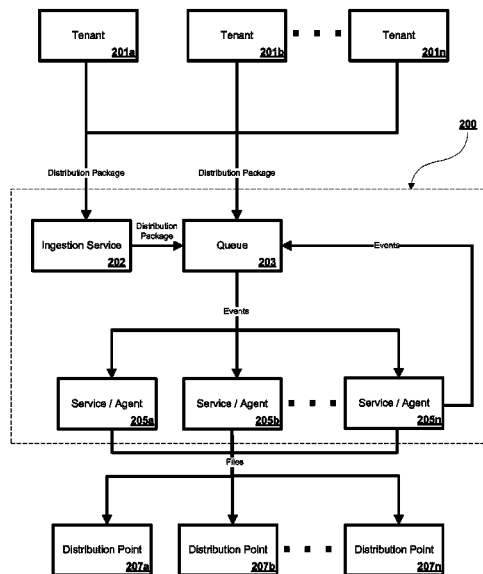 Tenant
201a
Tenant
201b
Tenant
201n
200
Distribution Package
Distribution Package
Ingestion Service
202
Distribution
Package
Queue
203
Events
Events
Service / Agent
205a
Service / Agent
205b
Service / Agent
205n
Files
Distribution Point
207a
Distribution Point
207b
Distribution Point
207n